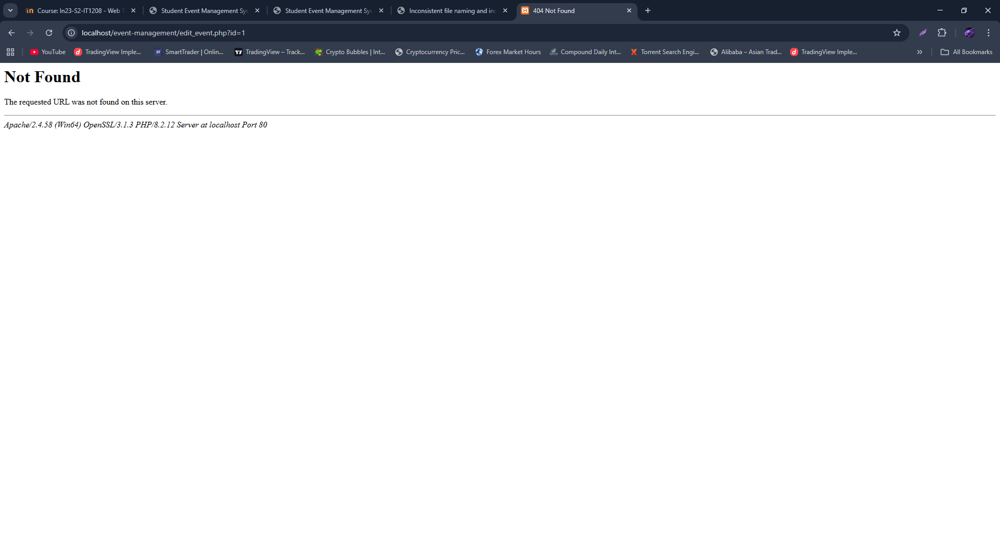 Course: In23-S2-IT1208 - Web T
Student Event Management Sys
Student Event Management Sys
Inconsistent file naming and inc
404 Not Found
localhost/event-management/edit_event.php?id=1
YouTube
TradingView Imple...
ST
SmartTrader | Onlin...
TradingView – Track...
Crypto Bubbles | Int...
Cryptocurrency Pric...
Forex Market Hours
Compound Daily Int...
Torrent Search Engi...
Alibaba – Asian Trad...
TradingView Imple...
All Bookmarks
Not Found
The requested URL was not found on this server.
Apache/2.4.58 (Win64) OpenSSL/3.1.3 PHP/8.2.12 Server at localhost Port 80